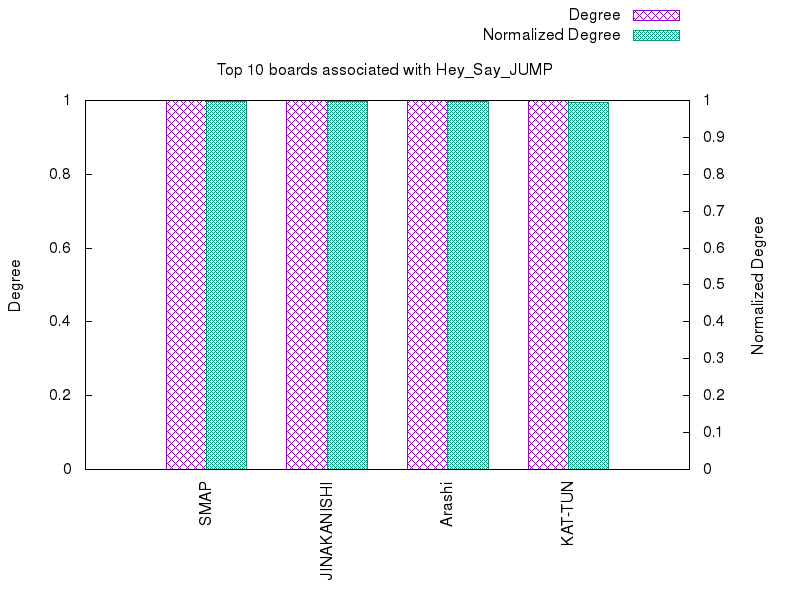 Degree
Normalized Degree
Top 10 boards associated with Hey_Say_JUMP
1
0.8
0.6
0.4
0.2
0
Degree
1
0.9
0.8
0.7
0.6
0.5
0.4
0.3
0.2
0.1
0
Normalized Degree
SMAP
JINAKANISHI
Arashi
KAT-TUN